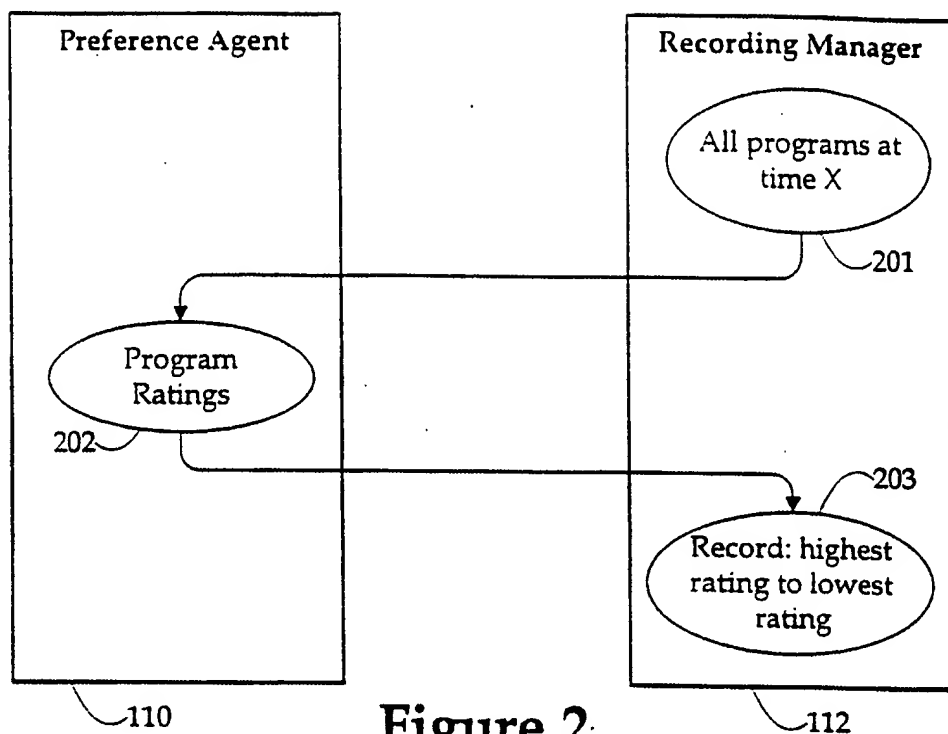 Preference Agent
Recording Manager
All programs at
time X
201
Program
Ratings
202
203
Record: highest
rating to lowest
rating
110
112
Figure 2